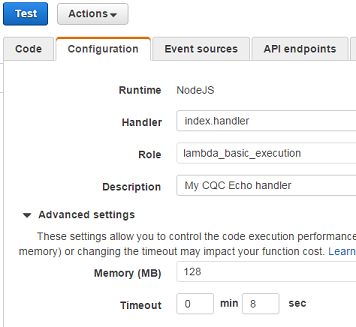 Test Actions
Code Configuration Event sources API endpoints
Runtime NodeJS
Handler index.handler
Role lambda_basic_execution
Description My CQC Echo handler
Advanced settings
These settings allow you to control the code execution performance
memory) or changing the timeout may impact your function cost. Learn
Memory (MB) 128
Timeout 0 min 8 sec